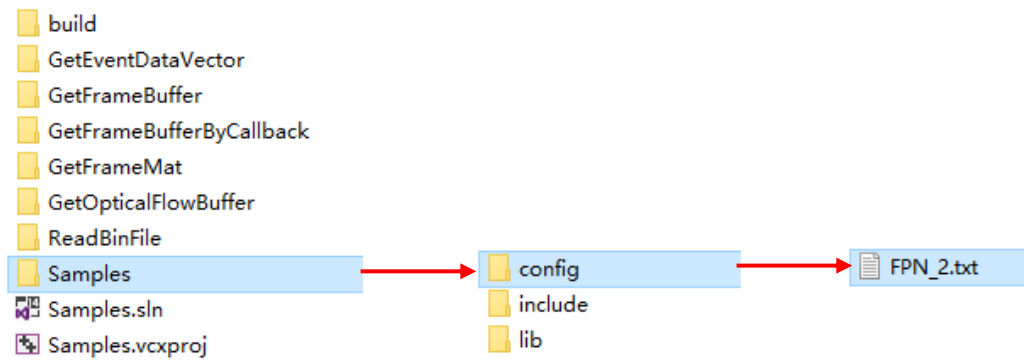 build
GetEventDataVector
GetFrameBuffer
GetFrameBufferByCallback
GetFrameMat
GetOpticalFlowBuffer
ReadBinFile
Samples
Samples.sln
Samples.vcxproj
config
include
lib
FPN_2.txt